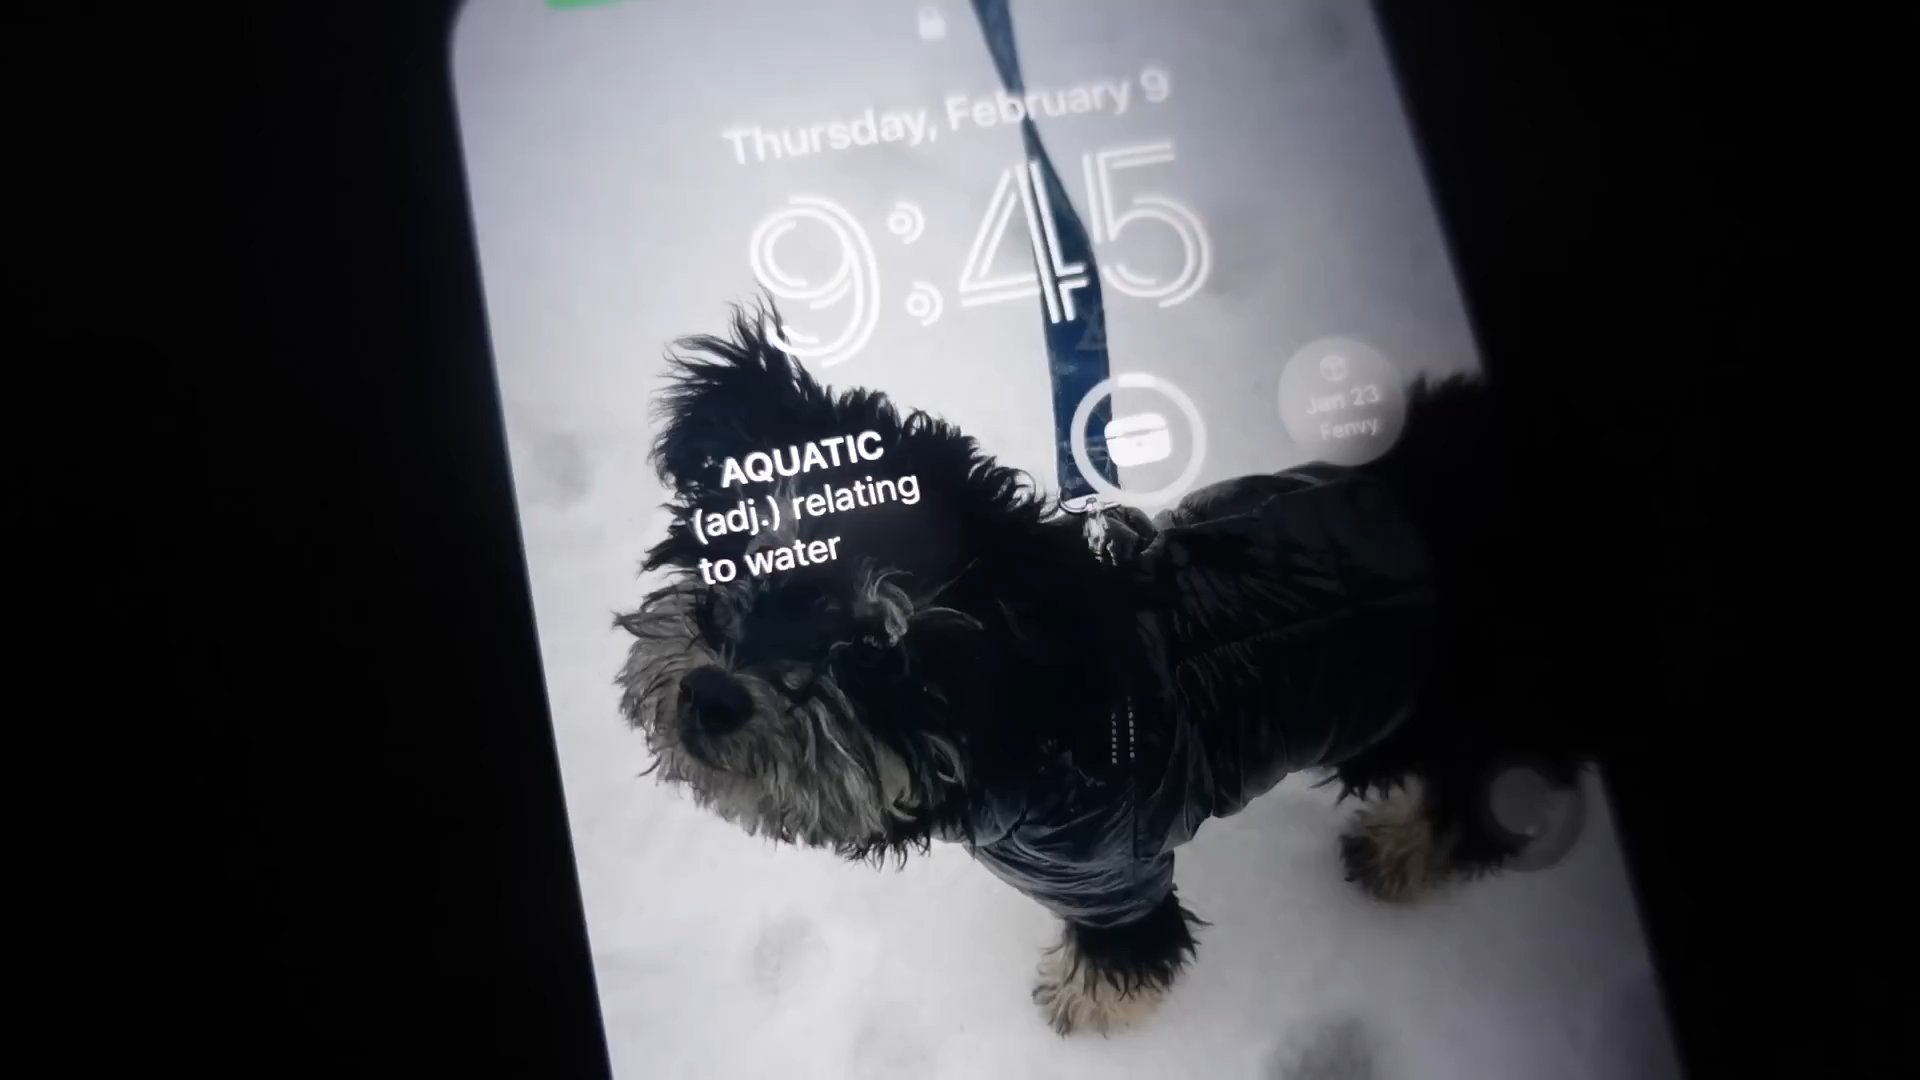 Thursday, February 9
9:45
Jan 23
Fenvy
AQUATIC
(adj.) relating
to water